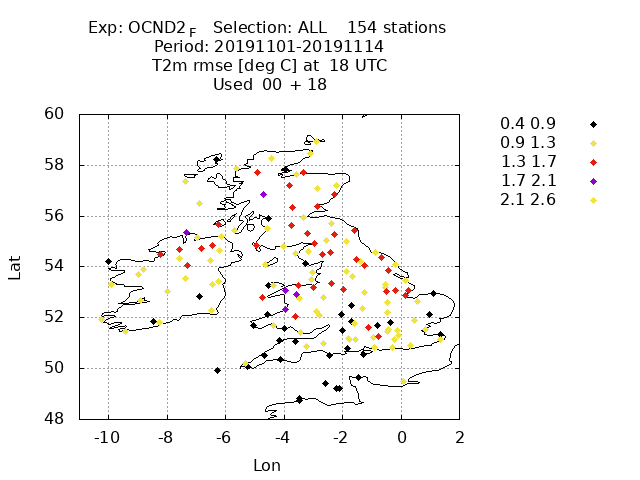 Exp: OCND2_F Selection: ALL 154 stations
Period: 20191101-20191114
T2m rmse [deg C] at 18 UTC
Used 00 + 18
60
58
56
54
52
50
48
Lat
-10 -8 -6 -4 -2 0 2
Lon
0.4 0.9
0.9 1.3
1.3 1.7
1.7 2.1
2.1 2.6